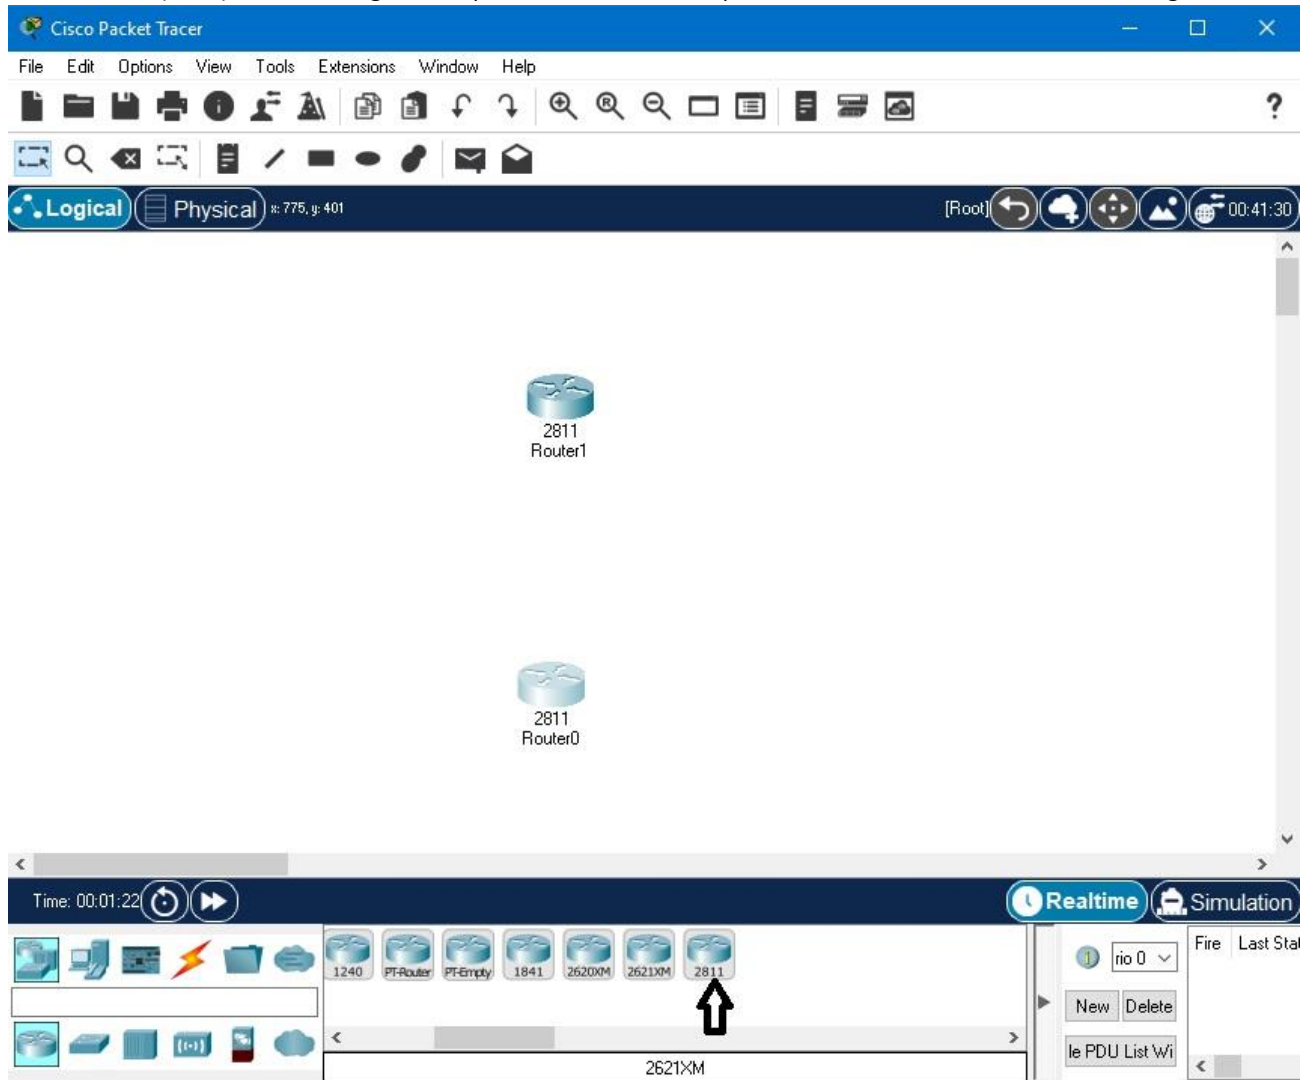 Cisco Packet Tracer
File Edit Options View Tools Extensions Window Help
?
Logical Physical x: 775, y: 401 [Root] 00:41:30
2811
Router1
2811
Router0
Time: 00:01:22 Realtime Simulation
1240 PT-Router PT-Empty 1841 2620XM 2621XM 2811
rio 0 Fire Last Stat
New Delete
le PDU List Wi
2621XM